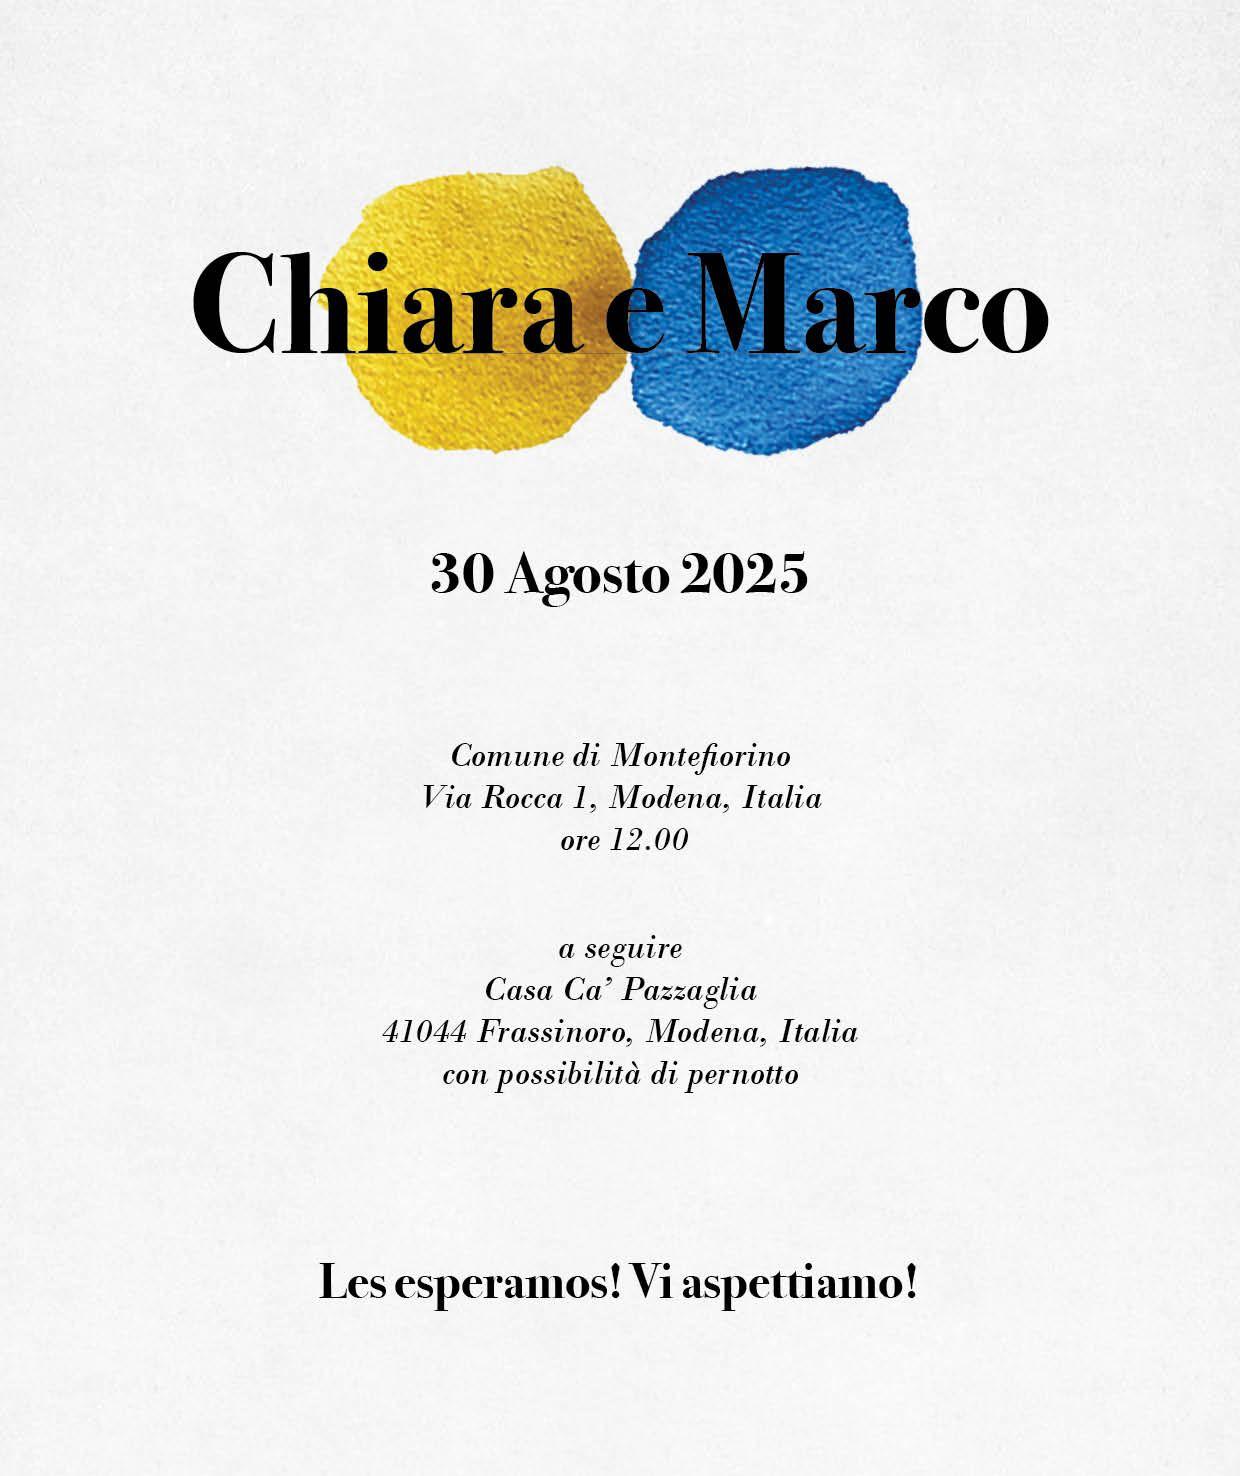 Chiara e Marco
30 Agosto 2025
Comune di Montefiorino
Via Rocca 1, Modena, Italia
ore 12.00
a seguire
Casa Ca’ Pazzaglia
41044 Frassinoro, Modena, Italia
con possibilità di pernotto
Les esperamos! Vi aspettiamo!